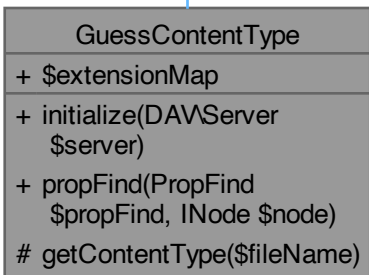 GuessContentType
+ $extensionMap
+ initialize(DAV\Server
$server)
+ propFind(PropFind
$propFind, INode $node)
# getContentType($fileName)